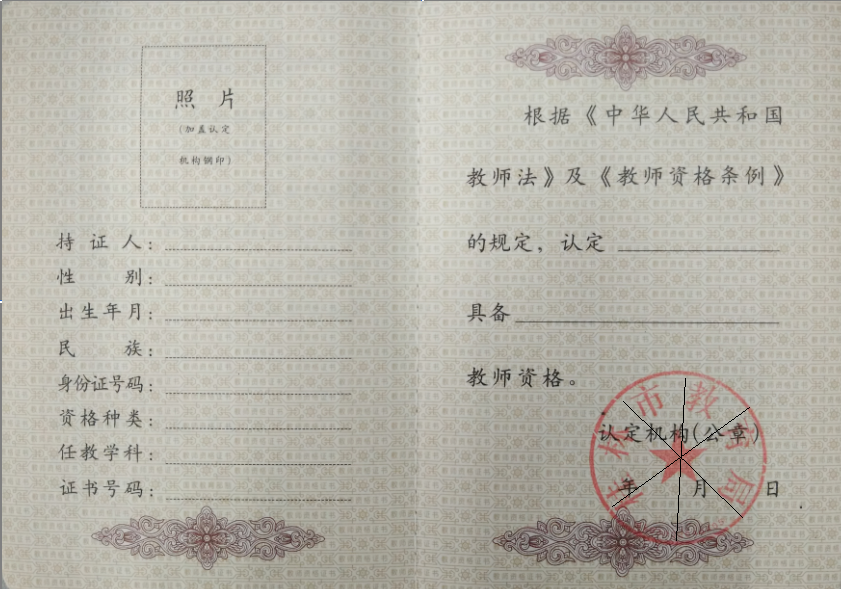 照 片
(加盖认定
机构钢印)
持 证 人:
性 别:
出生年月:
民 族:
身份证号码:
资格种类:
任教学科:
证书号码:
根据《中华人民共和国
教师法》及《教师资格条例》
的规定, 认定
具备
教师资格。
桂林市教育局
认定机构(公章)
年 月 日